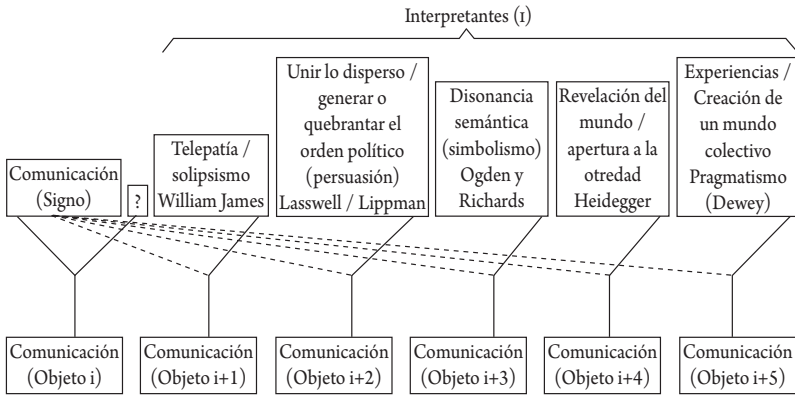 Interpretantes (I)
Comunicación
(Signo)
?
Telepatía /
solipsismo
William James
Unir lo disperso /
generar o
quebrantar el
orden político
(persuasión)
Lasswell / Lippman
Disonancia
semántica
(simbolismo)
Ogden y
Richards
Revelación del
mundo /
apertura a la
otredad
Heidegger
Experiencias /
Creación de
un mundo
colectivo
Pragmatismo
(Dewey)
Comunicación
(Objeto i)
Comunicación
(Objeto i+1)
Comunicación
(Objeto i+2)
Comunicación
(Objeto i+3)
Comunicación
(Objeto i+4)
Comunicación
(Objeto i+5)